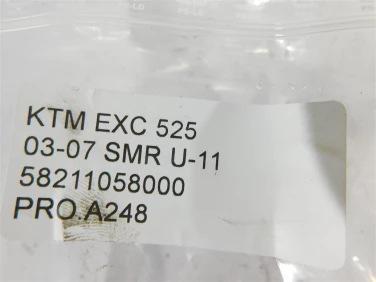 KTM EXC 525
03-07 SMR U-11
58211058000
PRO.A248